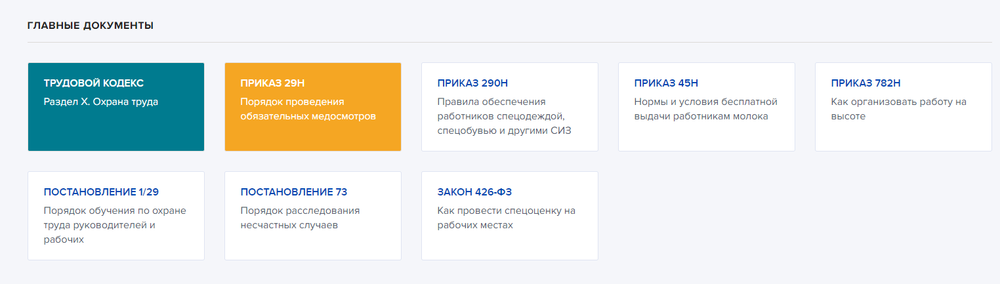 ГЛАВНЫЕ ДОКУМЕНТЫ
ТРУДОВОЙ КОДЕКС
Раздел X. Охрана труда
ПРИКАЗ 29Н
Порядок проведения
обязательных медосмотров
ПРИКАЗ 290Н
Правила обеспечения
работников спецодеждой,
спецобувью и другими СИЗ
ПРИКАЗ 45Н
Нормы и условия бесплатной
выдачи работникам молока
ПРИКАЗ 782Н
Как организовать работу на
высоте
ПОСТАНОВЛЕНИЕ 1/29
Порядок обучения по охране
труда руководителей и
рабочих
ПОСТАНОВЛЕНИЕ 73
Порядок расследования
несчастных случаев
ЗАКОН 426-ФЗ
Как провести спецоценку на
рабочих местах